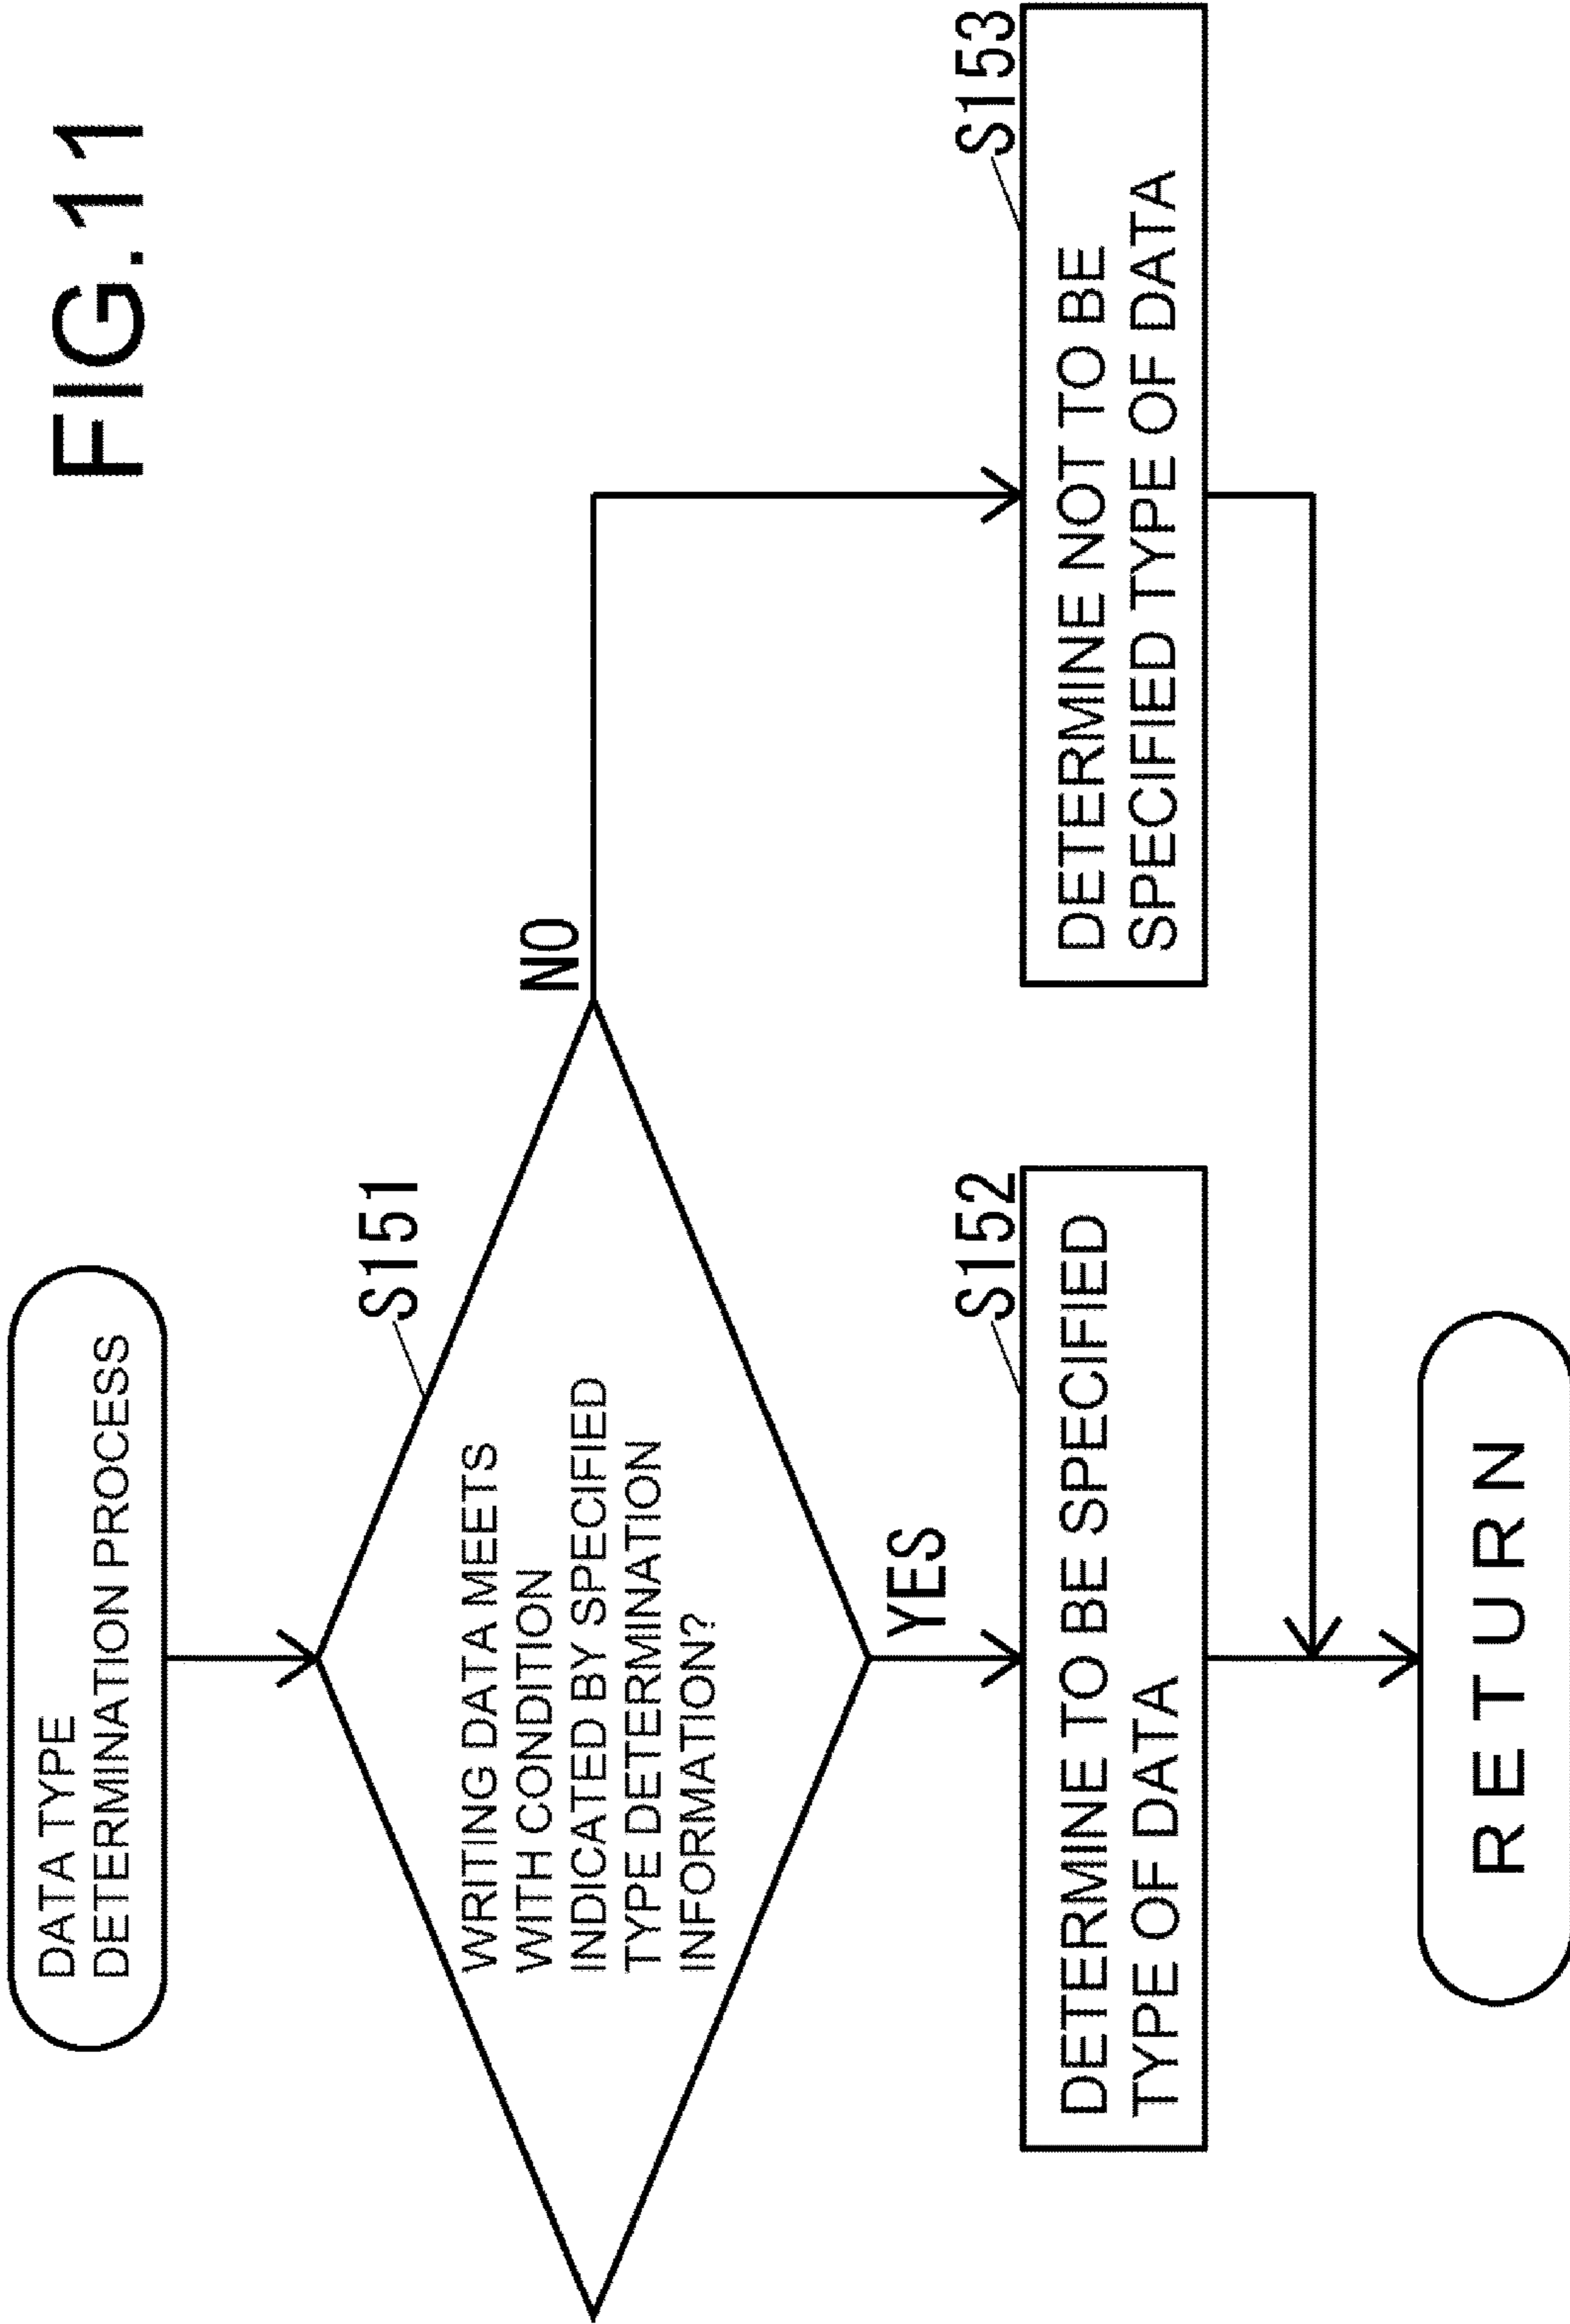 FIG.11
DATA TYPE
DETERMINATION PROCESS
S151
WRITING DATA MEETS
WITH CONDITION
INDICATED BY SPECIFIED
TYPE DETERMINATION
INFORMATION?
NO
YES
S152
DETERMINE TO BE SPECIFIED
TYPE OF DATA
S153
DETERMINE NOT TO BE
SPECIFIED TYPE OF DATA
RETURN